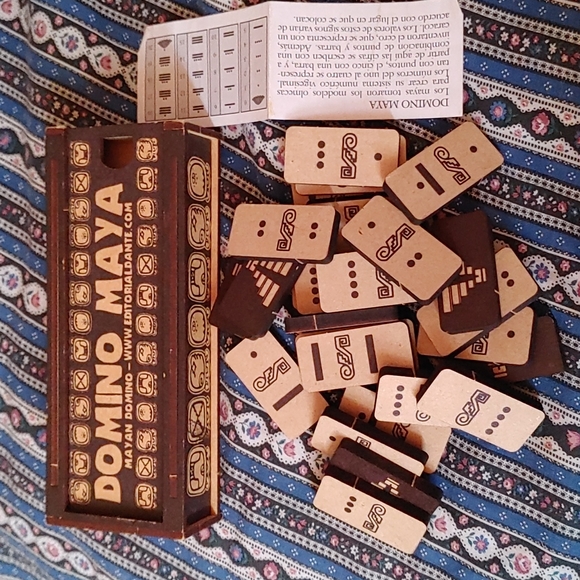 DOMINO MAYA
Los mayas tomaron los modelos olmecas
para crear su sistema numérico vigesimal.
Los números del uno al cuatro se represen-
tan con puntos, el cinco con una barra, y a
partir de ahí las cifras se escriben con una
combinación de puntos y barras. Además,
inventaron el cero, que se representa con un
caracol. Los valores de estos signos varían de
acuerdo con el lugar en que se colocan.
DOMINO MAYA
MAYAN DOMINO - WWW.EDITORIALDANTE.COM